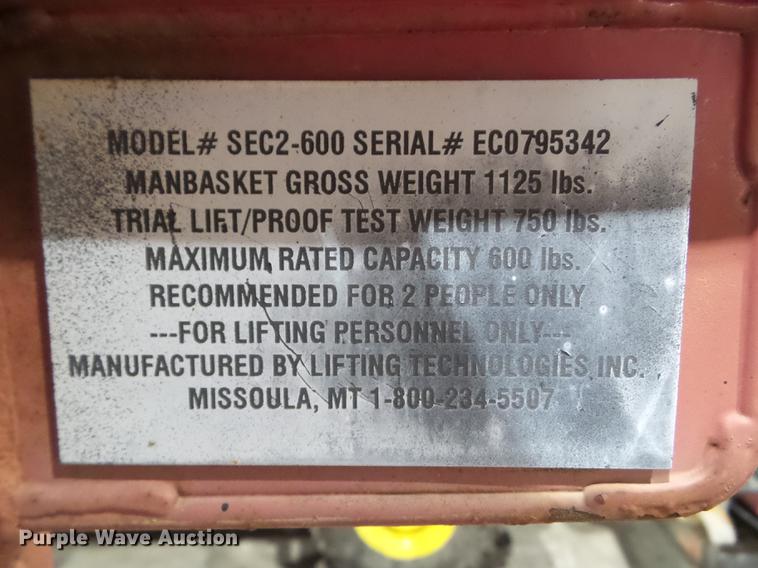 MODEL# SEC2-600 SERIAL# EC0795342
MANBASKET GROSS WEIGHT 1125 lbs.
TRIAL LIFT/PROOF TEST WEIGHT 750 lbs.
MAXIMUM RATED CAPACITY 600 lbs.
RECOMMENDED FOR 2 PEOPLE ONLY
---FOR LIFTING PERSONNEL ONLY---
MANUFACTURED BY LIFTING TECHNOLOGIES, INC.
MISSOULA, MT 1-800-234-5507
Purple Wave Auction